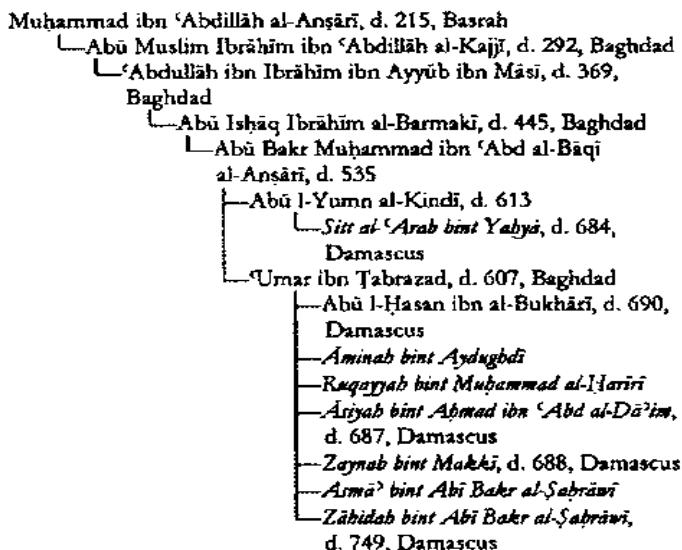 Muḥammad ibn ʿAbdillāh al-Anṣārī, d. 215, Basrah
Abū Muslim Ibrāhīm ibn ʿAbdillāh al-Kajjī, d. 292, Baghdad
ʿAbdullāh ibn Ibrāhīm ibn Ayyūb ibn Māsī, d. 369,
Baghdad
Abū Isḥāq Ibrāhīm al-Barmakī, d. 445, Baghdad
Abū Bakr Muḥammad ibn ʿAbd al-Bāqī
al-Anṣārī, d. 535
Abū l-Yumn al-Kindī, d. 613
Sitt al-ʿArab bint Yaḥyá, d. 684,
Damascus
ʿUmar ibn Ṭabrazad, d. 607, Baghdad
Abū l-Ḥasan ibn al-Bukhārī, d. 690,
Damascus
Āminah bint Aydughdī
Ruqayyah bint Muḥammad al-Ḥarīrī
Āsiyah bint Aḥmad ibn ʿAbd al-Dāʾim,
d. 687, Damascus
Zaynab bint Makkī, d. 688, Damascus
Asmāʾ bint Abī Bakr al-Ṣaḥrāwī
Zāhidah bint Abī Bakr al-Ṣaḥrāwī,
d. 749, Damascus